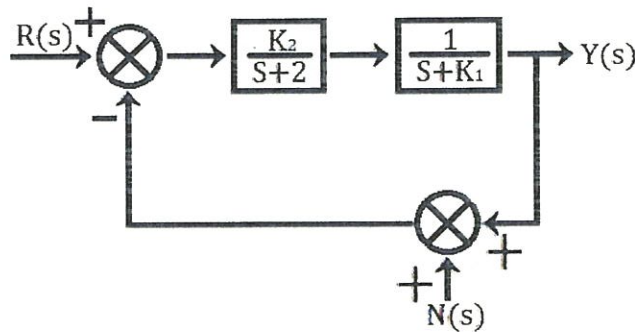 R(s)
+
−
K₂
S+2
1
S+K₁
Y(s)
+
+
N(s)